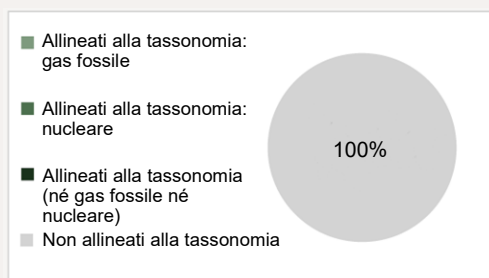 Allineati alla tassonomia:
gas fossile
Allineati alla tassonomia:
nucleare
Allineati alla tassonomia
(né gas fossile né
nucleare)
Non allineati alla tassonomia
100%